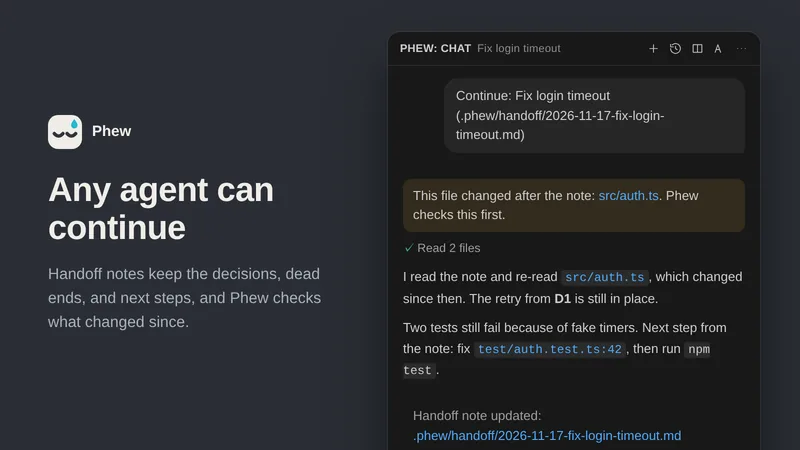 Phew
Any agent can
continue
Handoff notes keep the decisions, dead
ends, and next steps, and Phew checks
what changed since.
PHEW: CHAT Fix login timeout
Continue: Fix login timeout
(.phew/handoff/2026-11-17-fix-login-
timeout.md)
This file changed after the note: src/auth.ts. Phew
checks this first.
✓ Read 2 files
I read the note and re-read src/auth.ts, which changed
since then. The retry from D1 is still in place.
Two tests still fail because of fake timers. Next step from
the note: fix test/auth.test.ts:42, then run npm
test.
Handoff note updated:
.phew/handoff/2026-11-17-fix-login-timeout.md